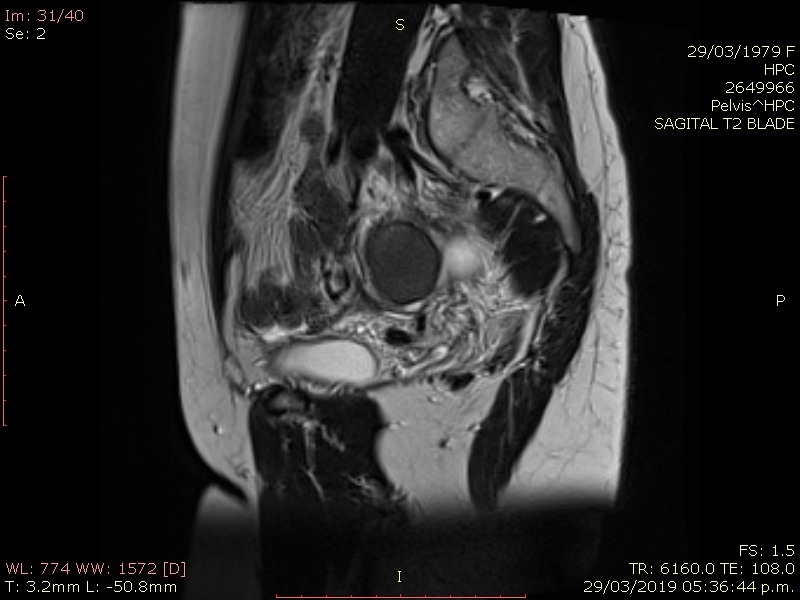 Im: 31/40
Se: 2
S
29/03/1979 F
HPC
2649966
Pelvis^HPC
SAGITAL T2 BLADE
A
P
WL: 774 WW: 1572 [D]
T: 3.2mm L: -50.8mm
I
FS: 1.5
TR: 6160.0 TE: 108.0
29/03/2019 05:36:44 p.m.